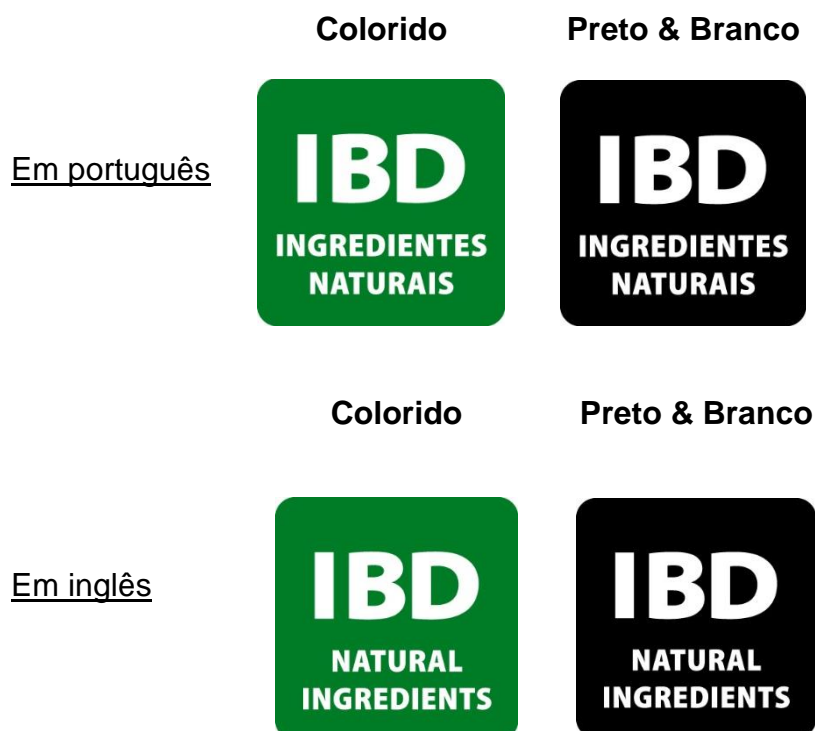 Colorido Preto & Branco
Em português
IBD
INGREDIENTES
NATURAIS
IBD
INGREDIENTES
NATURAIS
Colorido Preto & Branco
Em inglês
IBD
NATURAL
INGREDIENTS
IBD
NATURAL
INGREDIENTS